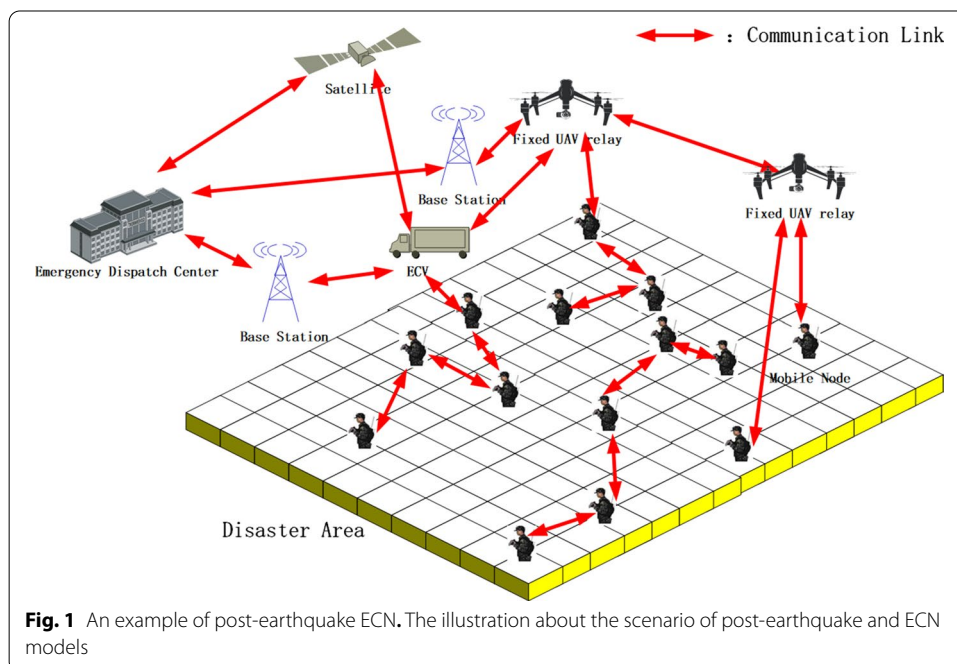 : Communication Link
Satellite
Fixed UAV relay
Base Station
Fixed UAV relay
Emergency Dispatch Center
ECV
Base Station
Mobile Node
Disaster Area
Fig. 1 An example of post-earthquake ECN. The illustration about the scenario of post-earthquake and ECN
models